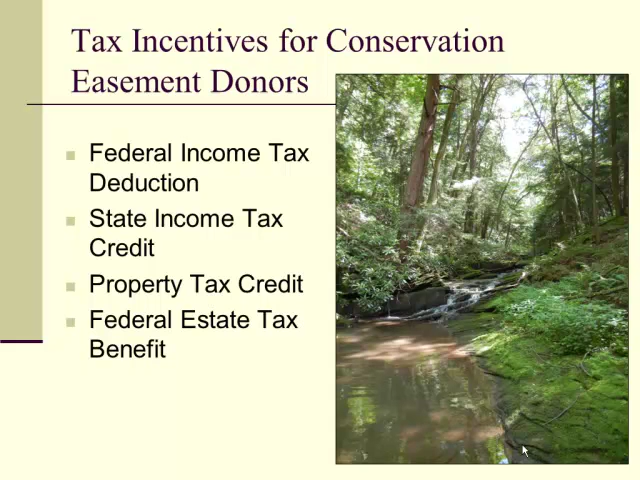 Tax Incentives for Conservation
Easement Donors
Federal Income Tax
Deduction
State Income Tax
Credit
Property Tax Credit
Federal Estate Tax
Benefit